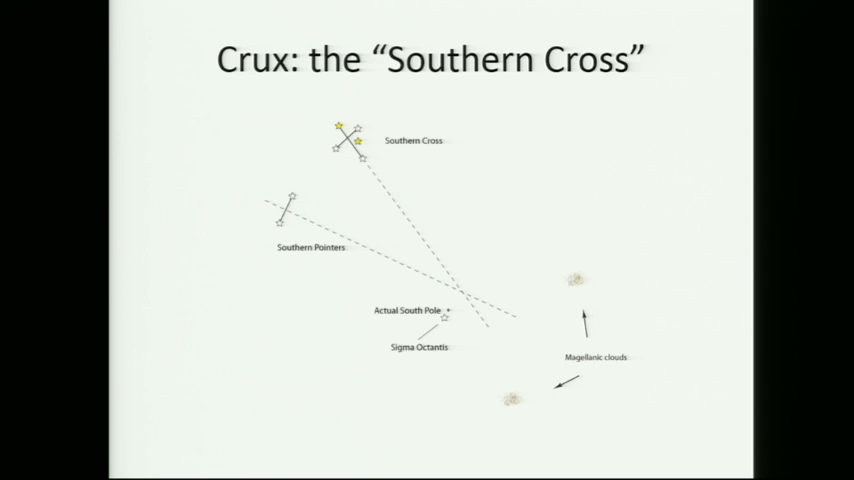 Crux: the “Southern Cross”
Southern Cross
Southern Pointers
Actual South Pole
Sigma Octantis
Magellanic clouds